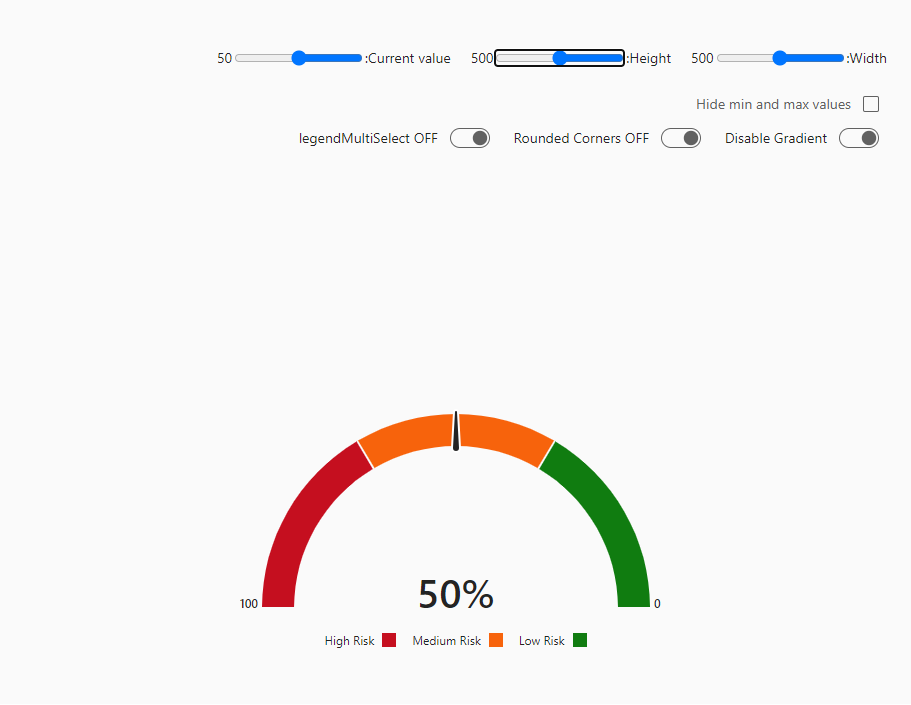 50 :Current value 500 :Height 500 :Width
Hide min and max values
legendMultiSelect OFF Rounded Corners OFF Disable Gradient
50%
100 0
High Risk Medium Risk Low Risk